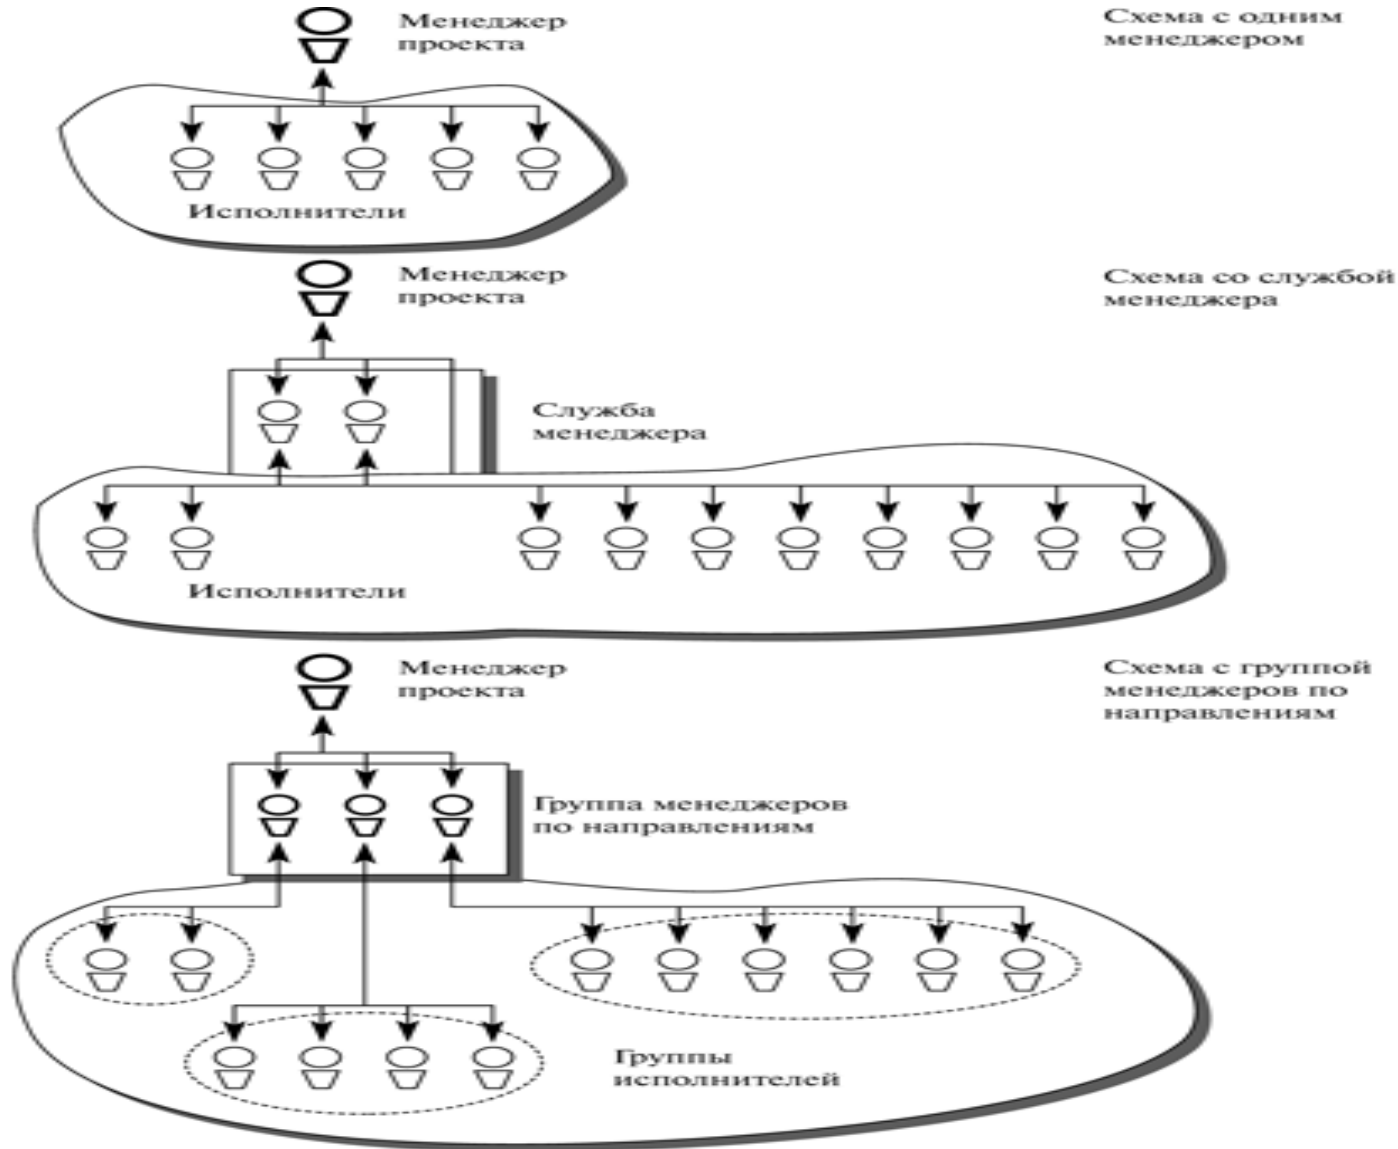 Менеджер
проекта
Схема с одним
менеджером
Исполнители
Менеджер
проекта
Схема со службой
менеджера
Служба
менеджера
Исполнители
Менеджер
проекта
Схема с группой
менеджеров по
направлениям
Группа менеджеров
по направлениям
Группы
исполнителей